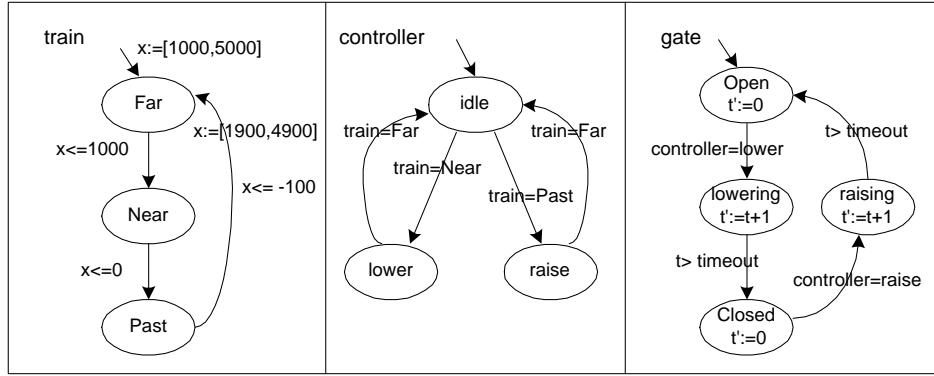 train
x:=[1000,5000]
Far
x:=[1900,4900]
x<=1000
x<= -100
Near
x<=0
Past
controller
idle
train=Far
train=Far
train=Near
train=Past
lower
raise
gate
Open
t':=0
t> timeout
controller=lower
lowering
t':=t+1
raising
t':=t+1
t> timeout
controller=raise
Closed
t':=0